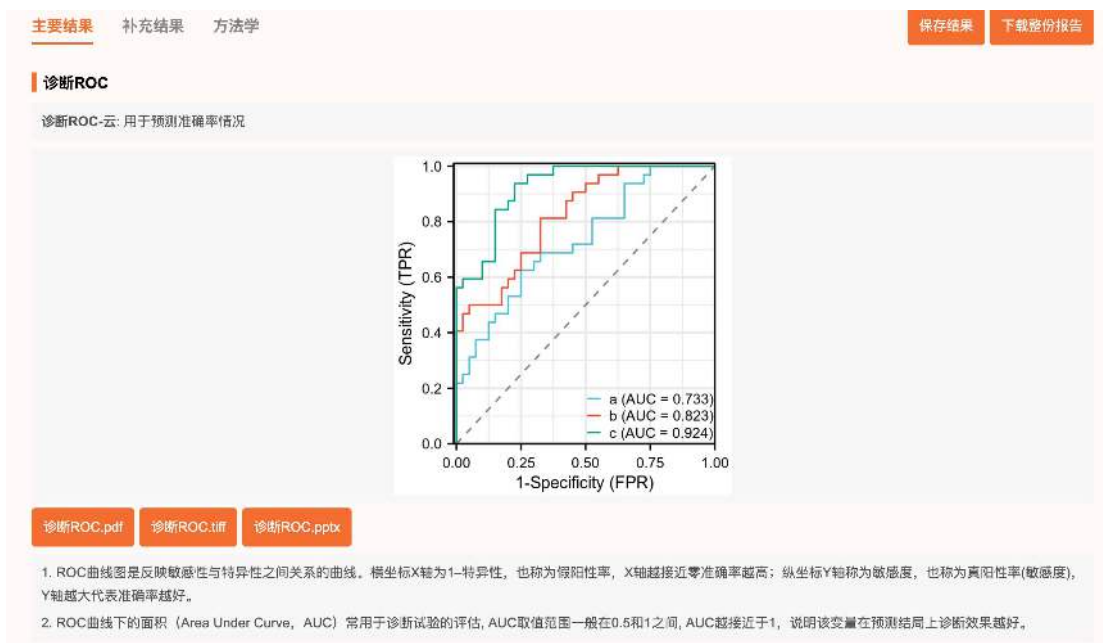 主要结果 补充结果 方法学 保存结果 下载整份报告
诊断ROC
诊断ROC-云: 用于预测准确率情况
1.0
0.8
0.6
0.4
0.2
0.0
Sensitivity (TPR)
a (AUC = 0.733)
b (AUC = 0.823)
c (AUC = 0.924)
0.00 0.25 0.50 0.75 1.00
1-Specificity (FPR)
诊断ROC.pdf 诊断ROC.tiff 诊断ROC.pptx
1. ROC曲线图是反映敏感性与特异性之间关系的曲线。横坐标X轴为1–特异性，也称为假阳性率，X轴越接近零准确率越高；纵坐标Y轴称为敏感度，也称为真阳性率(敏感度),
Y轴越大代表准确率越好。
2. ROC曲线下的面积（Area Under Curve，AUC）常用于诊断试验的评估, AUC取值范围一般在0.5和1之间, AUC越接近于1，说明该变量在预测结局上诊断效果越好。